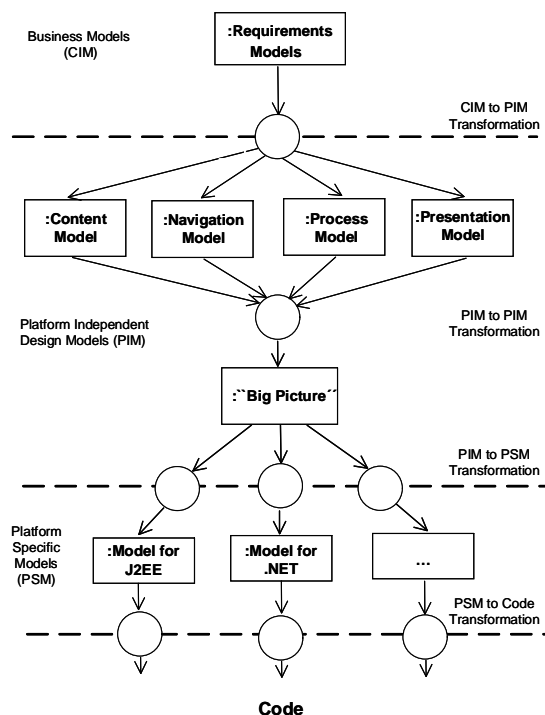 Business Models
(CIM)
:Requirements
Models
CIM to PIM
Transformation
:Content
Model
:Navigation
Model
:Process
Model
:Presentation
Model
Platform Independent
Design Models (PIM)
PIM to PIM
Transformation
:``Big Picture´´
PIM to PSM
Transformation
Platform
Specific
Models
(PSM)
:Model for
J2EE
:Model for
.NET
...
PSM to Code
Transformation
Code